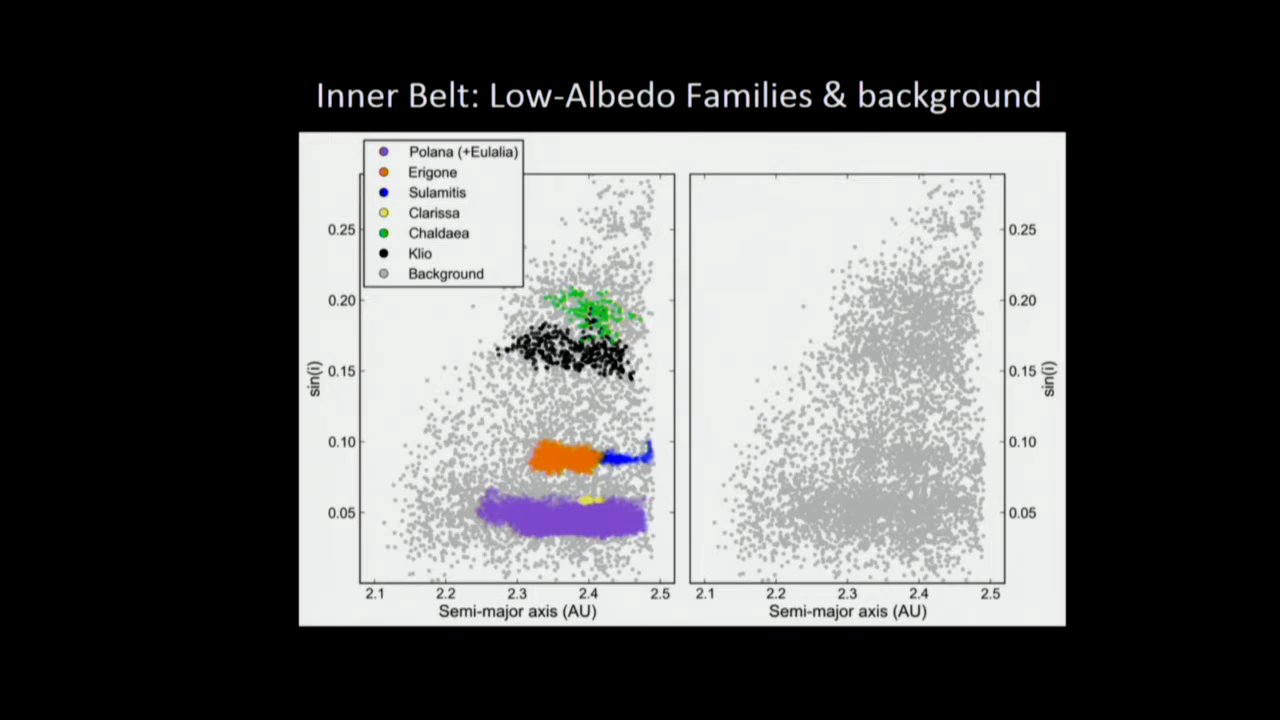 Inner Belt: Low-Albedo Families & background
Polana (+Eulalia)
Erigone
Sulamitis
Clarissa
Chaldaea
Klio
Background
0.25
0.20
0.15
0.10
0.05
sin(i)
2.1 2.2 2.3 2.4 2.5
Semi-major axis (AU)
0.25
0.20
0.15
0.10
0.05
sin(i)
2.1 2.2 2.3 2.4 2.5
Semi-major axis (AU)